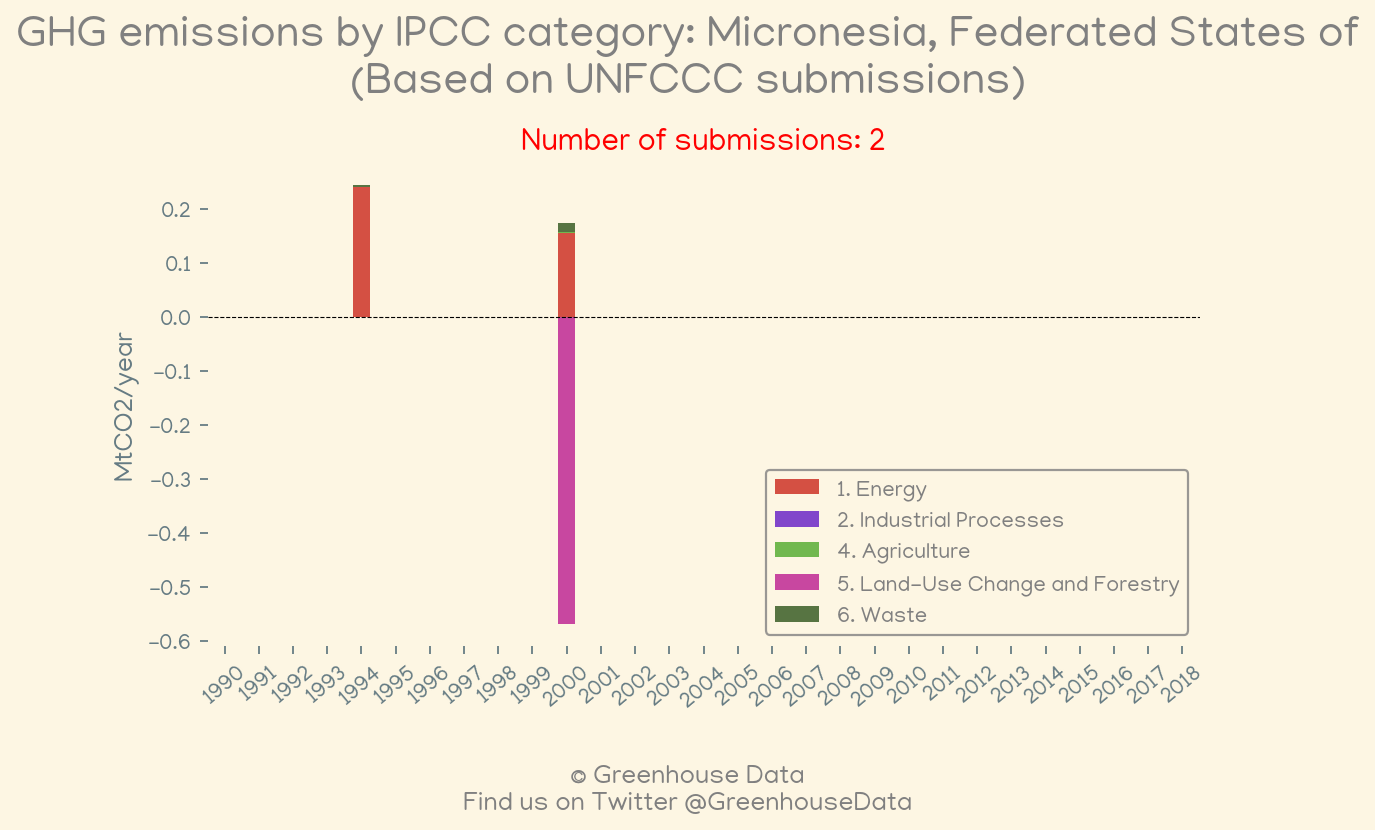 GHG emissions by IPCC category: Micronesia, Federated States of
(Based on UNFCCC submissions)
Number of submissions: 2
MtCO2/year
0.2
0.1
0.0
−0.1
−0.2
−0.3
−0.4
−0.5
−0.6
1. Energy
2. Industrial Processes
4. Agriculture
5. Land-Use Change and Forestry
6. Waste
1990 1991 1992 1993 1994 1995 1996 1997 1998 1999 2000 2001 2002 2003 2004 2005 2006 2007 2008 2009 2010 2011 2012 2013 2014 2015 2016 2017 2018
© Greenhouse Data
Find us on Twitter @GreenhouseData